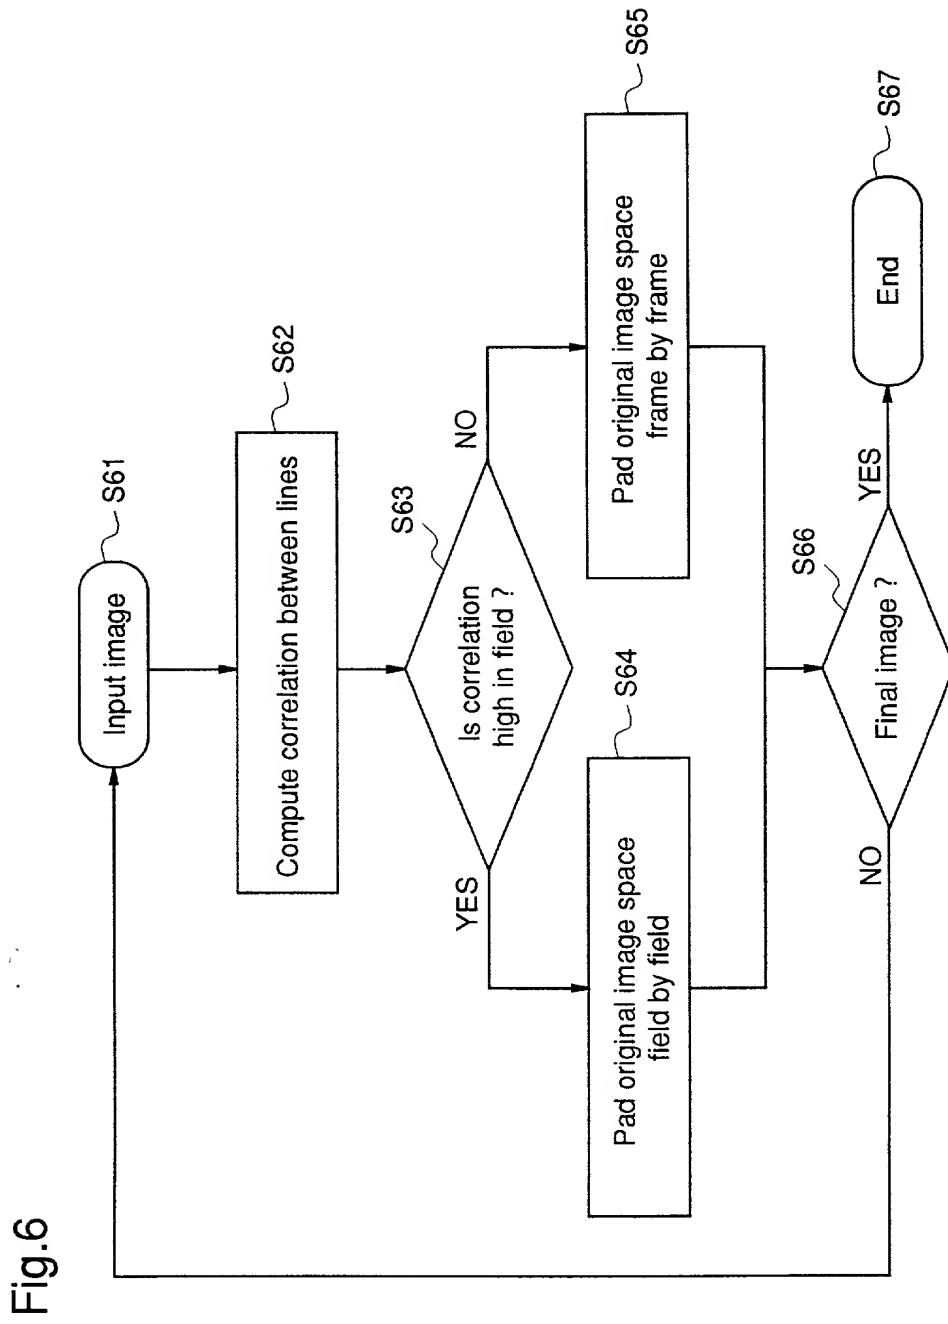 Fig.6
Input image
S61
Compute correlation between lines
S62
Is correlation
high in field ?
S63
YES
NO
Pad original image space
field by field
S64
Pad original image space
frame by frame
S65
Final image ?
S66
NO
YES
End
S67